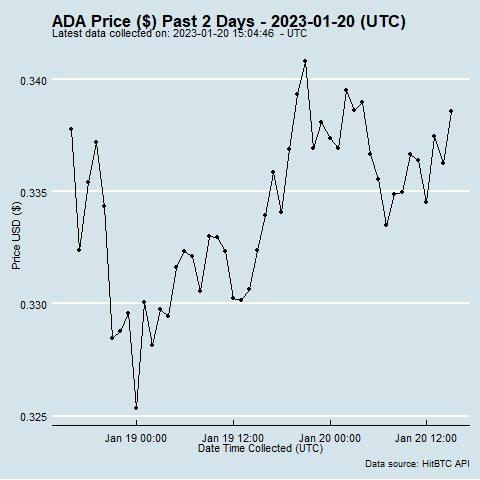 ADA Price ($) Past 2 Days - 2023-01-20 (UTC)
Latest data collected on: 2023-01-20 15:04:46 - UTC
0.340
0.335
0.330
0.325
Price USD ($)
Jan 19 00:00 Jan 19 12:00 Jan 20 00:00 Jan 20 12:00
Date Time Collected (UTC)
Data source: HitBTC API